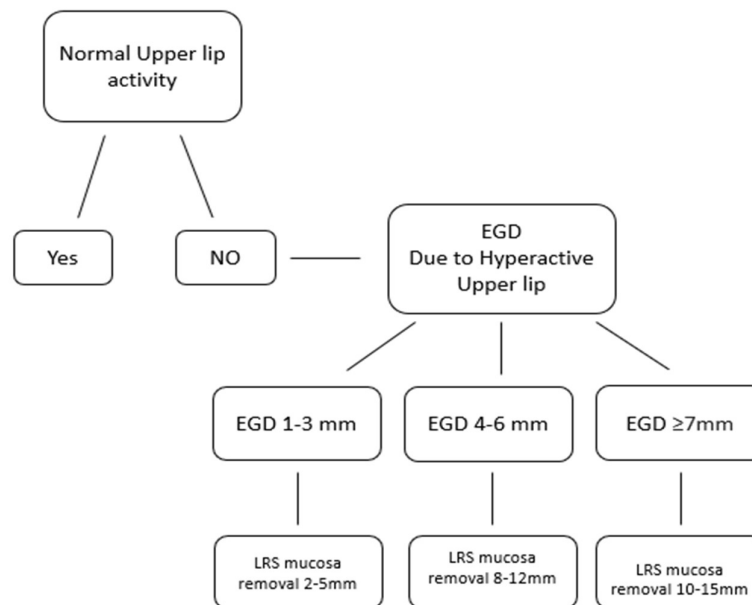 Normal Upper lip
activity
Yes
NO
EGD
Due to Hyperactive
Upper lip
EGD 1-3 mm
EGD 4-6 mm
EGD ≥7mm
LRS mucosa
removal 2-5mm
LRS mucosa
removal 8-12mm
LRS mucosa
removal 10-15mm